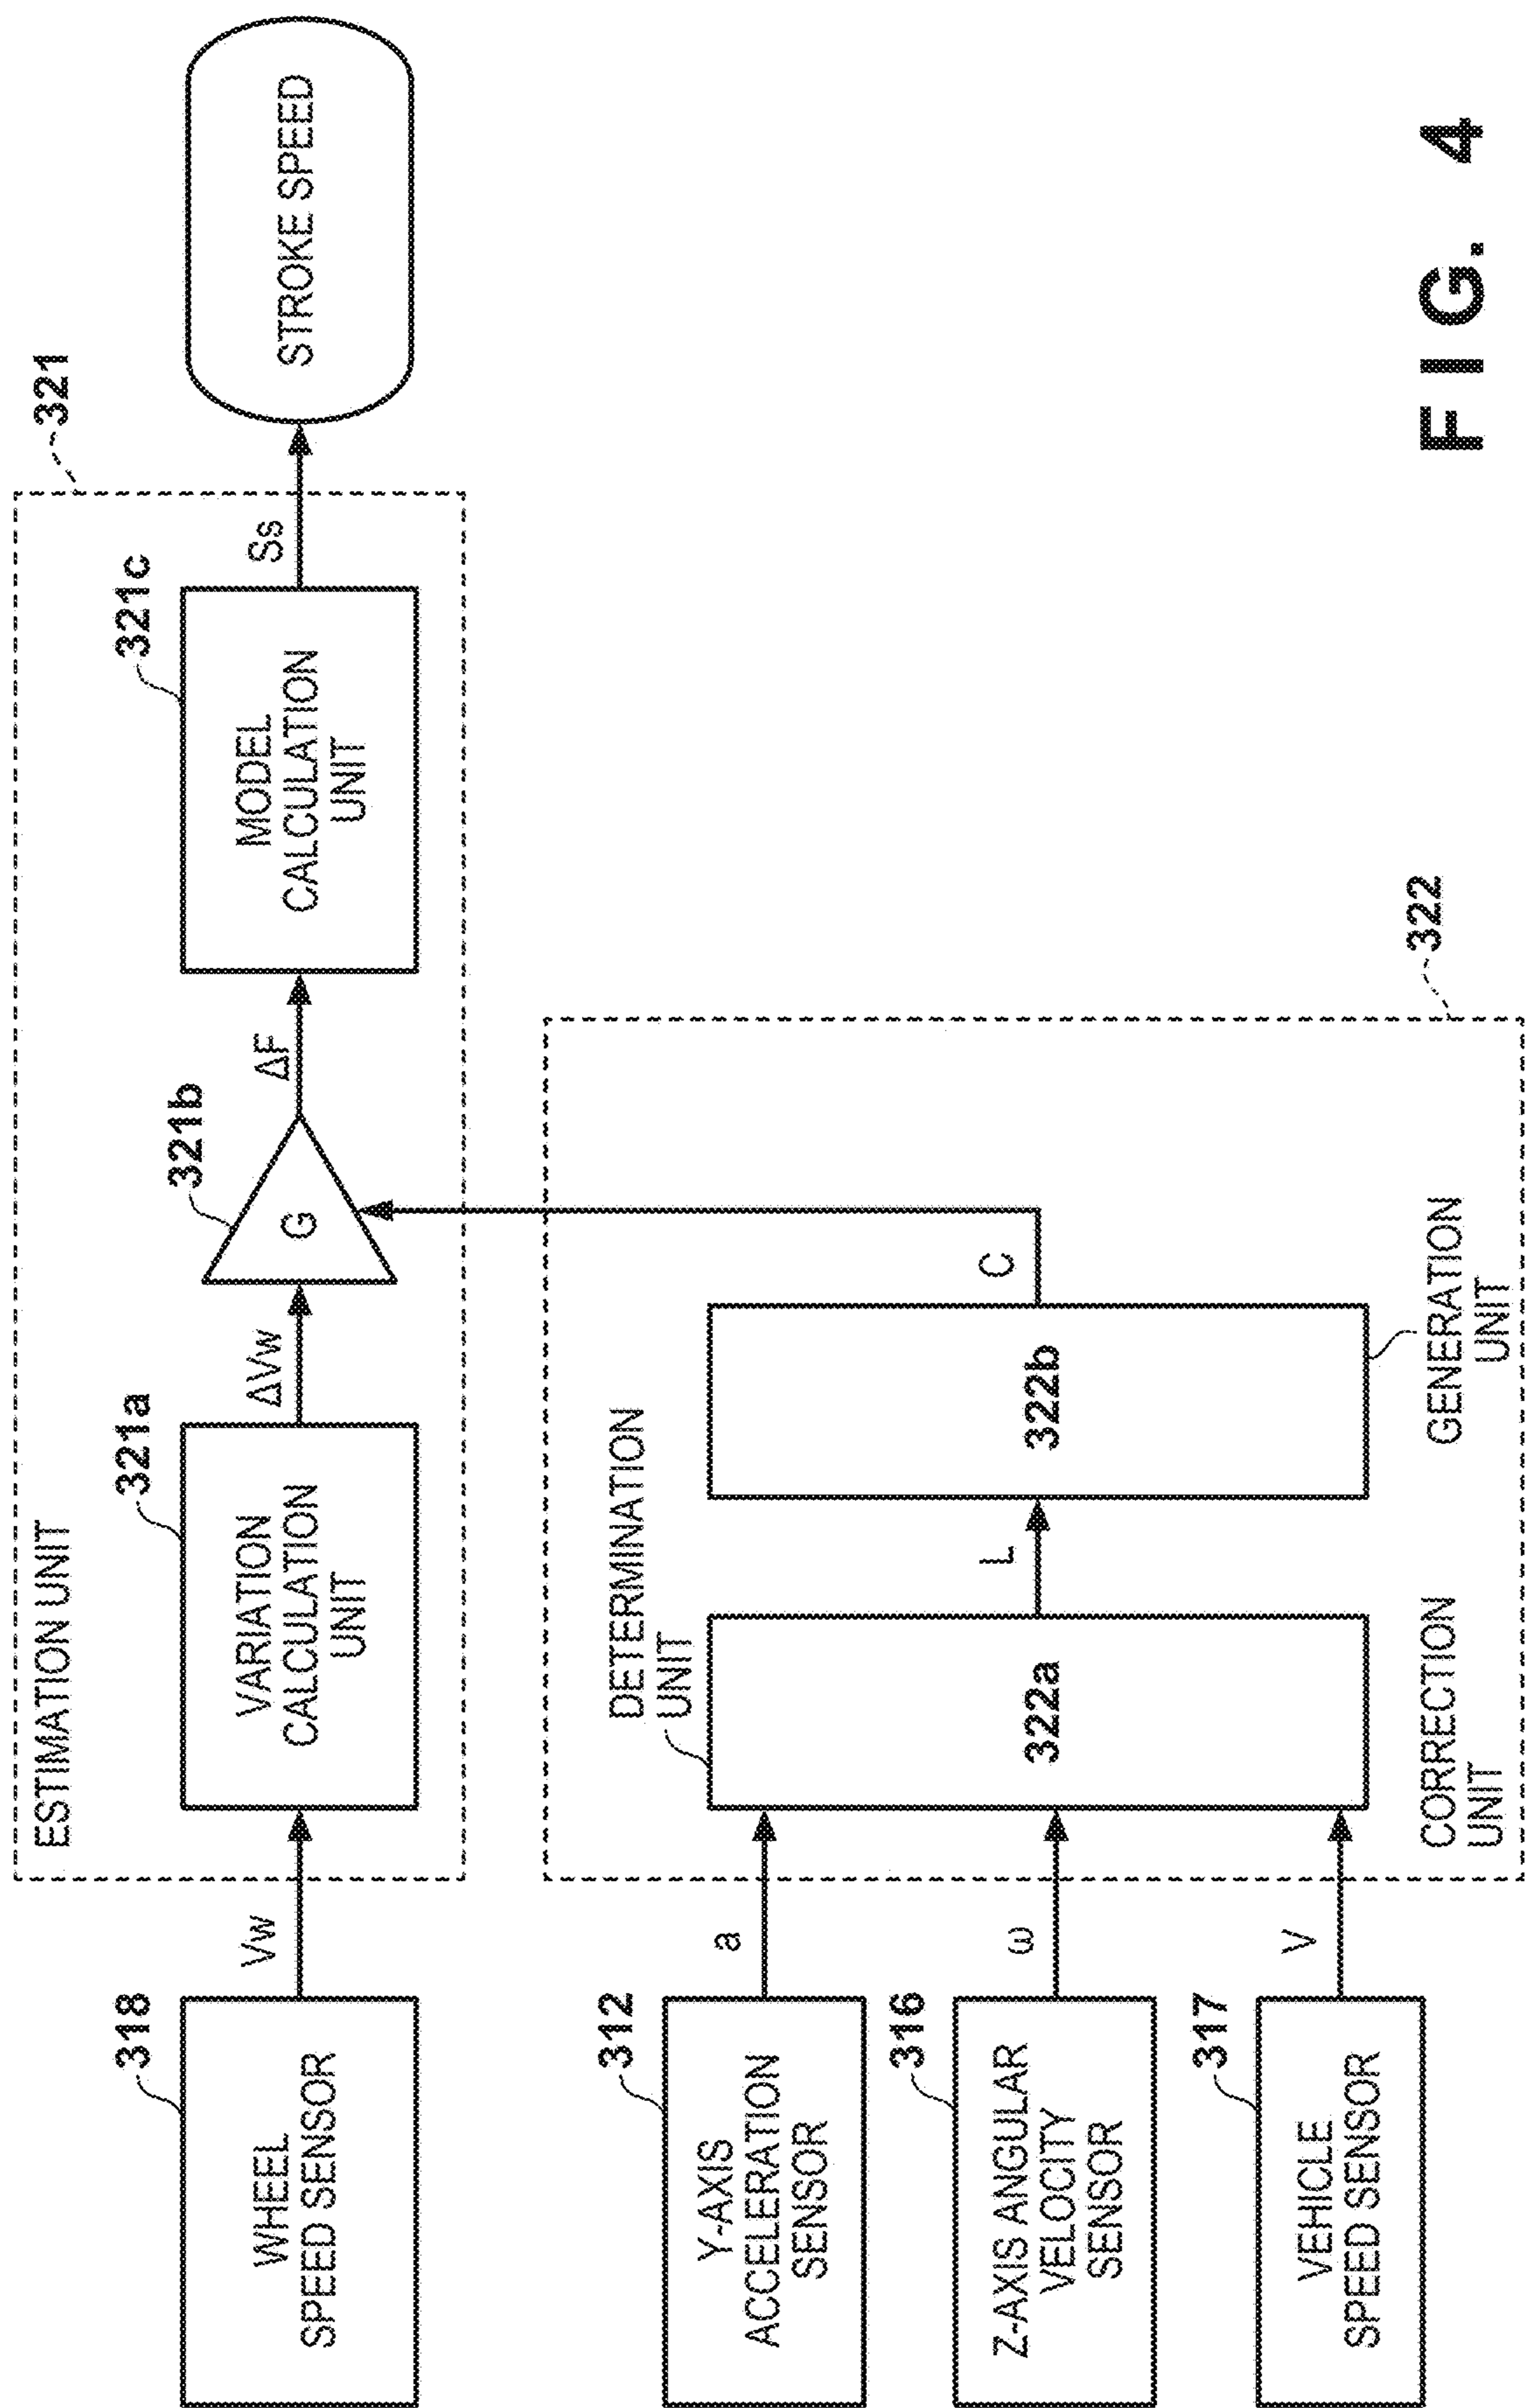 318
WHEEL
SPEED SENSOR
Vw
ESTIMATION UNIT
321
321a
VARIATION
CALCULATION
UNIT
ΔVw
321b
G
ΔF
321c
MODEL
CALCULATION
UNIT
Ss
STROKE SPEED
312
Y-AXIS
ACCELERATION
SENSOR
a
316
Z-AXIS ANGULAR
VELOCITY
SENSOR
ω
317
VEHICLE
SPEED SENSOR
V
DETERMINATION
UNIT
322a
L
322b
C
GENERATION
UNIT
CORRECTION
UNIT
322
FIG. 4